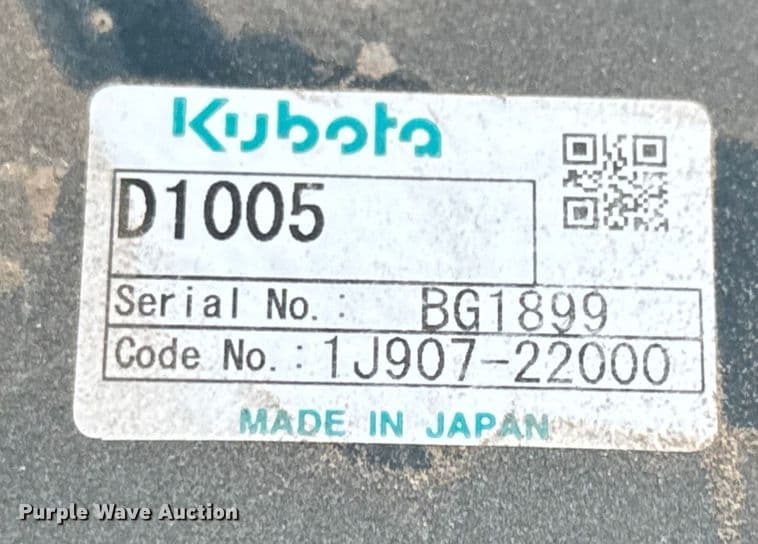 Kubota
D1005
Serial No.: BG1899
Code No.: 1J907-22000
MADE IN JAPAN
Purple Wave Auction